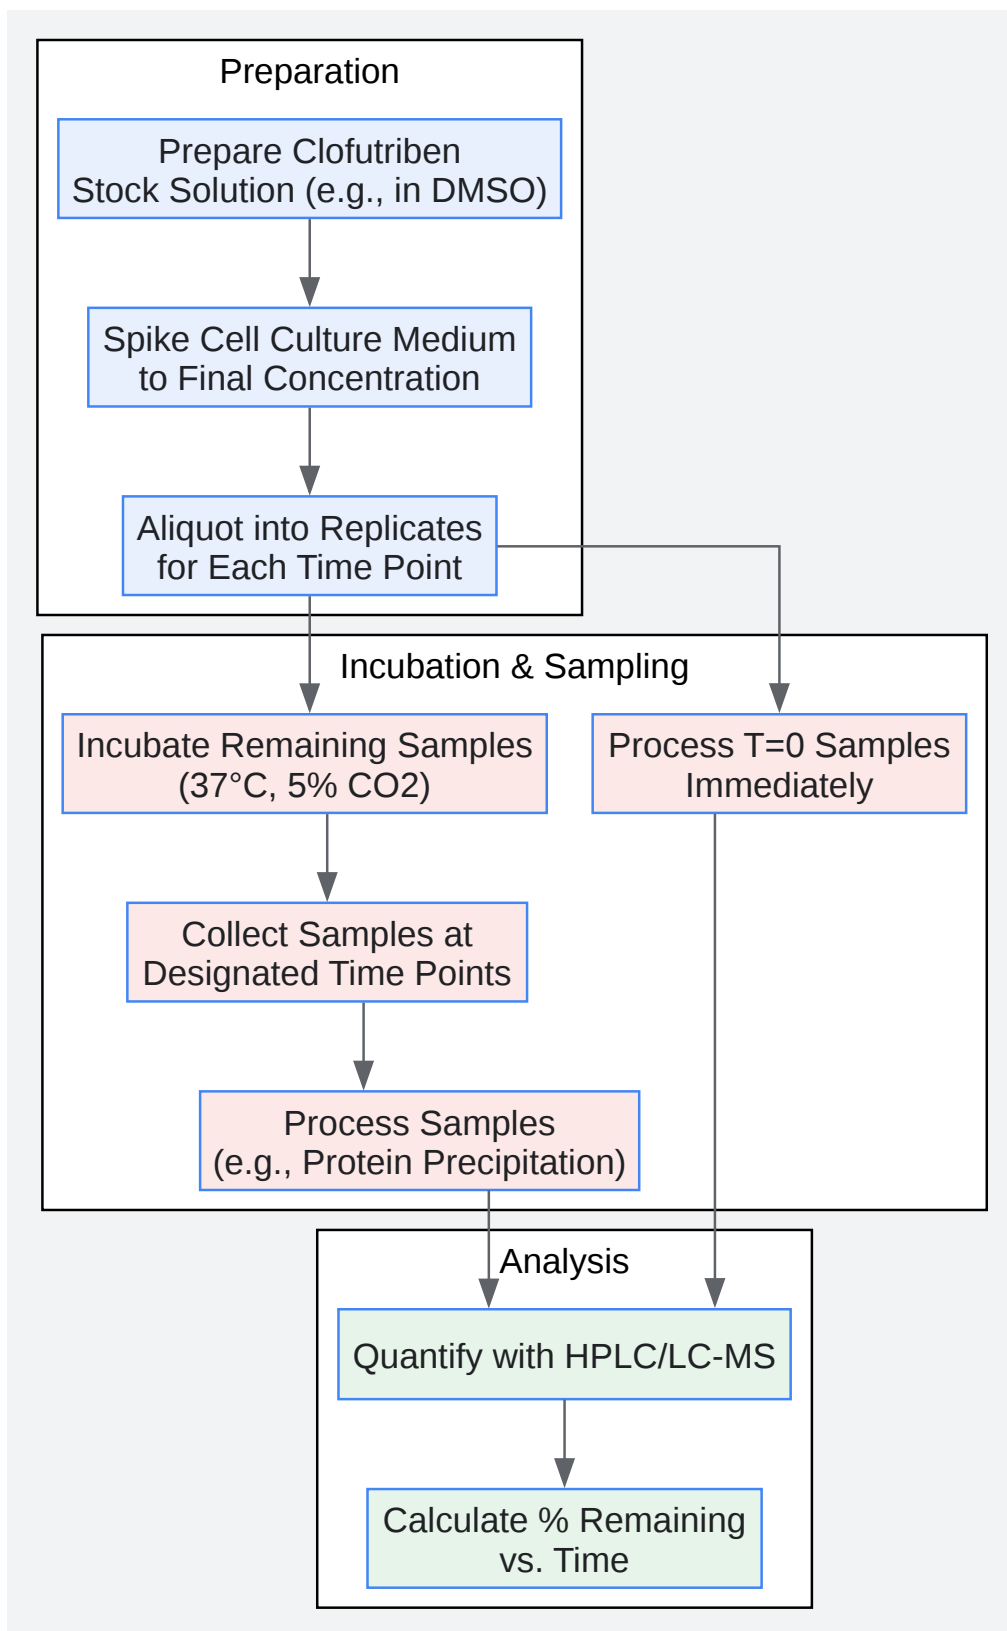 Preparation
Prepare Clofutriben
Stock Solution (e.g., in DMSO)
Spike Cell Culture Medium
to Final Concentration
Aliquot into Replicates
for Each Time Point
Incubation & Sampling
Incubate Remaining Samples
(37°C, 5% CO2)
Process T=0 Samples
Immediately
Collect Samples at
Designated Time Points
Process Samples
(e.g., Protein Precipitation)
Analysis
Quantify with HPLC/LC-MS
Calculate % Remaining
vs. Time